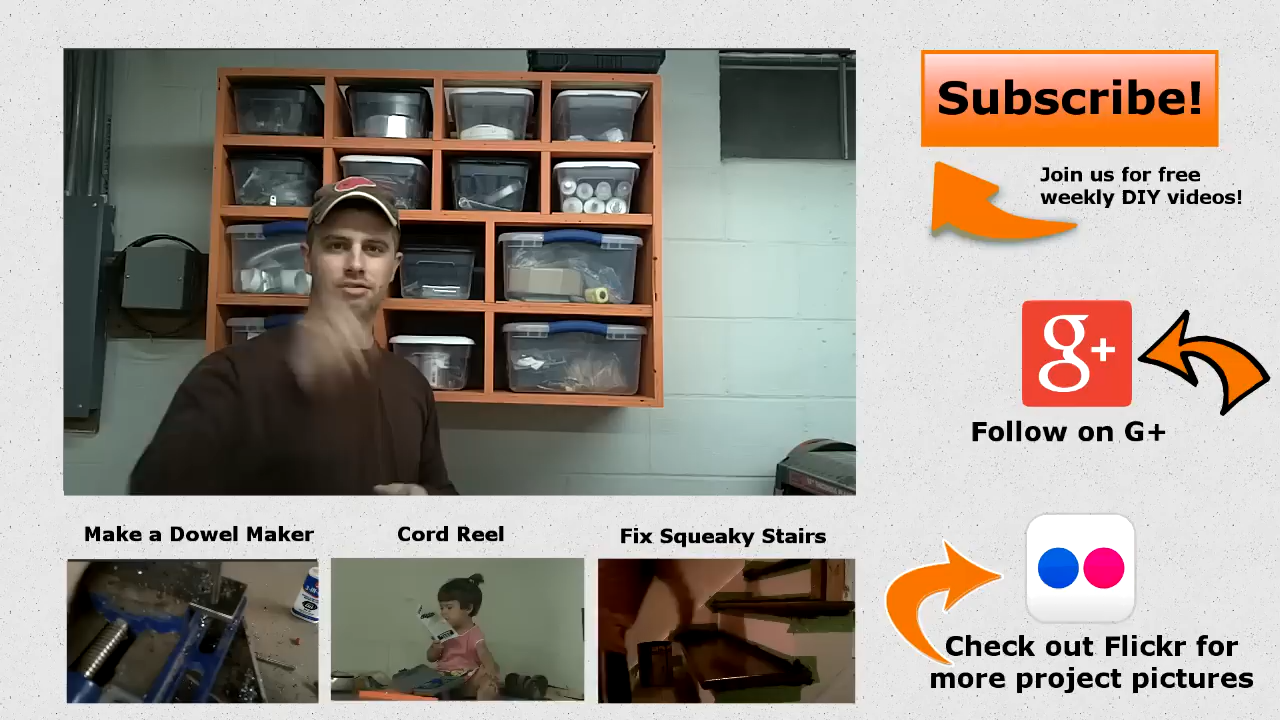 Subscribe!
Join us for free
weekly DIY videos!
g+
Follow on G+
Make a Dowel Maker
Cord Reel
Fix Squeaky Stairs
Check out Flickr for
more project pictures